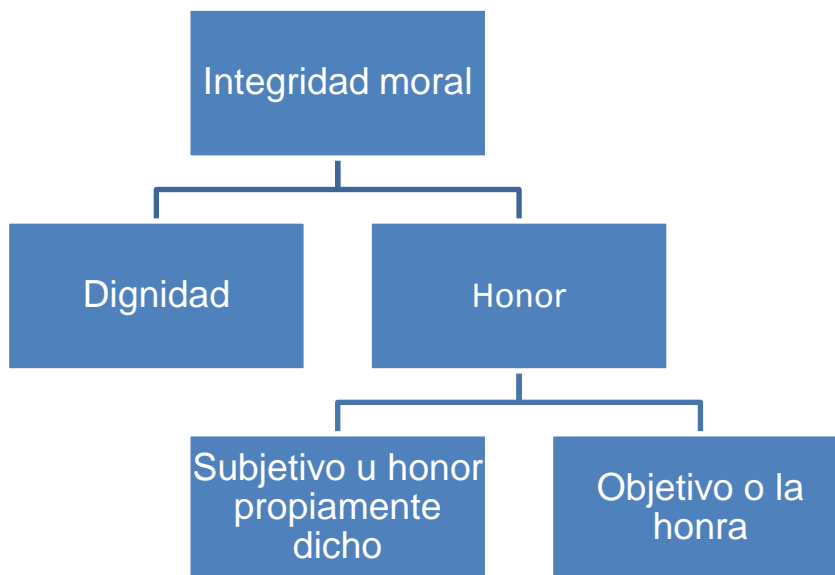 Integridad moral
Dignidad
Honor
Subjetivo u honor
propiamente
dicho
Objetivo o la
honra